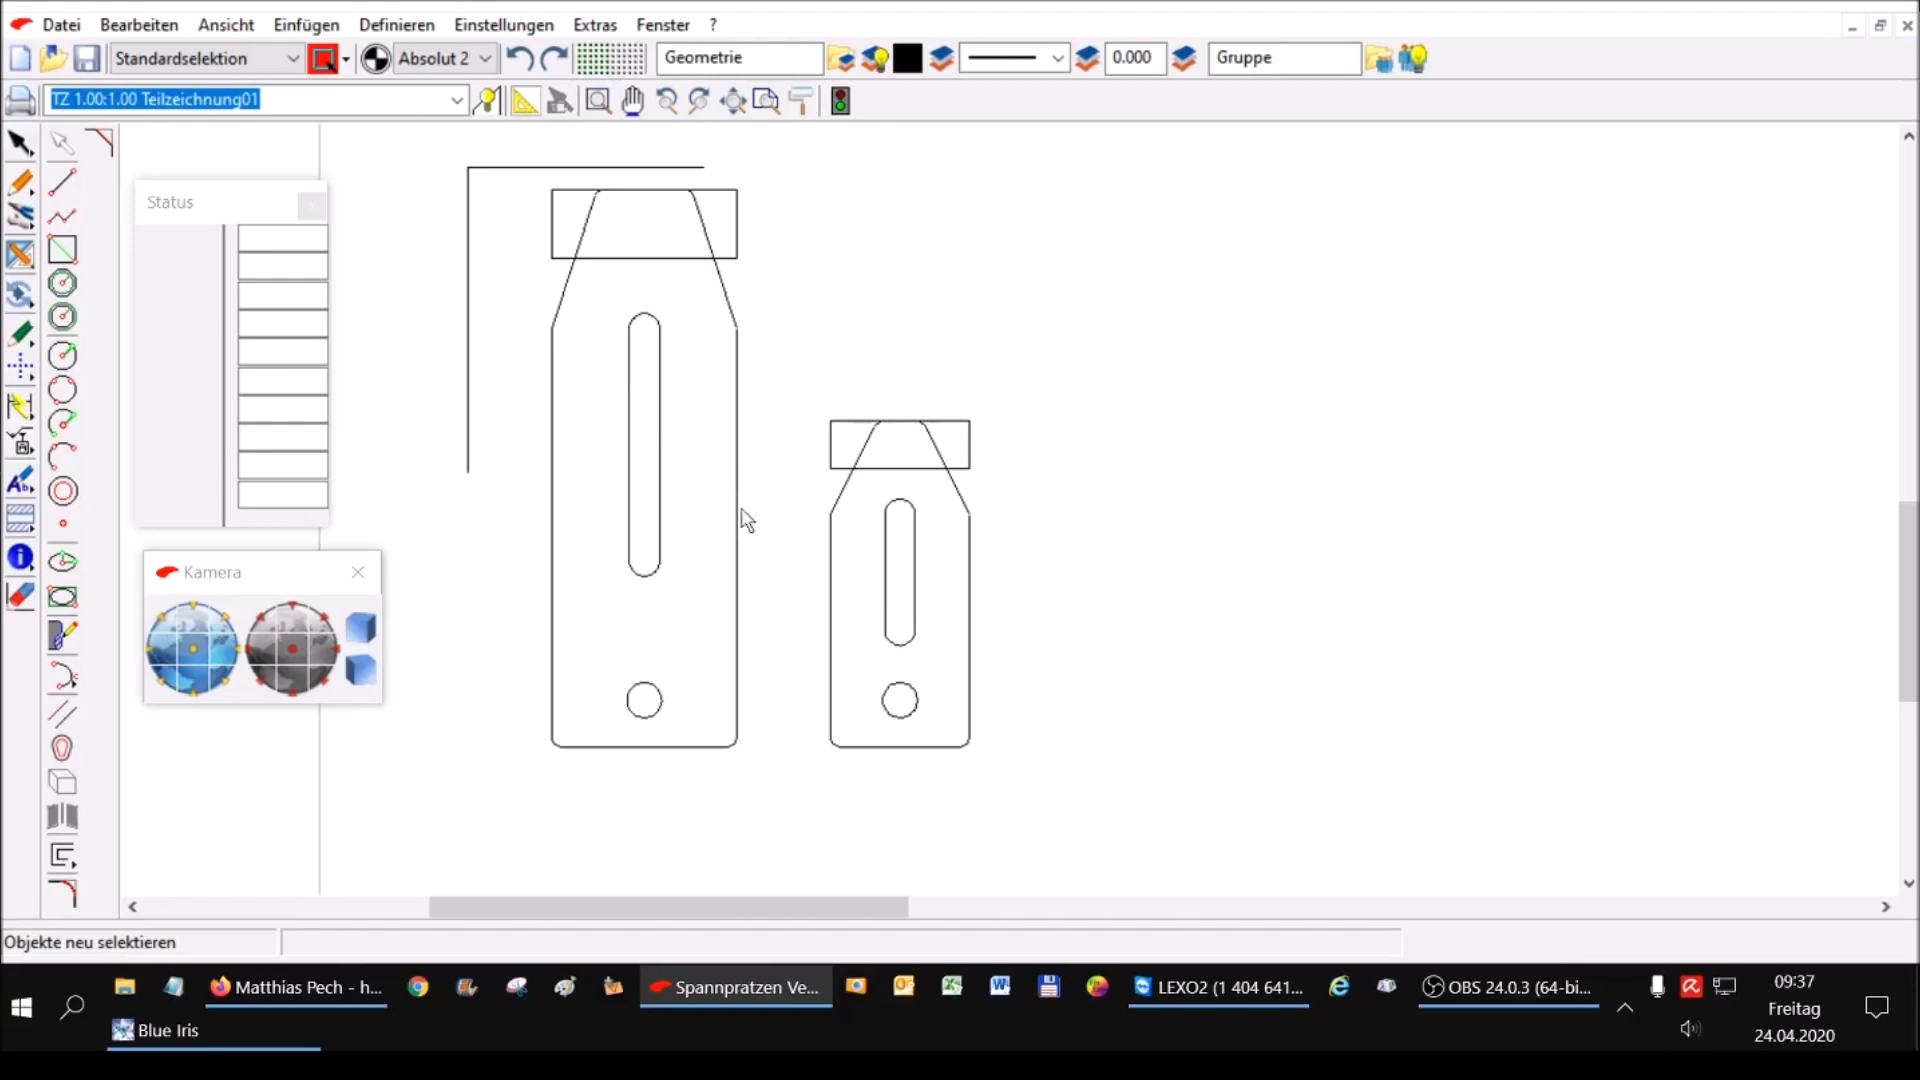 Datei Bearbeiten Ansicht Einfügen Definieren Einstellungen Extras Fenster ?
Standardselektion Absolut 2 Geometrie 0.000 Gruppe
TZ 1.00:1.00 Teilzeichnung01
Status
Kamera
Objekte neu selektieren
Matthias Pech - h... Spannpratzen Ve... LEXO2 (1 404 641... OBS 24.0.3 (64-bi...
Blue Iris
09:37
Freitag
24.04.2020